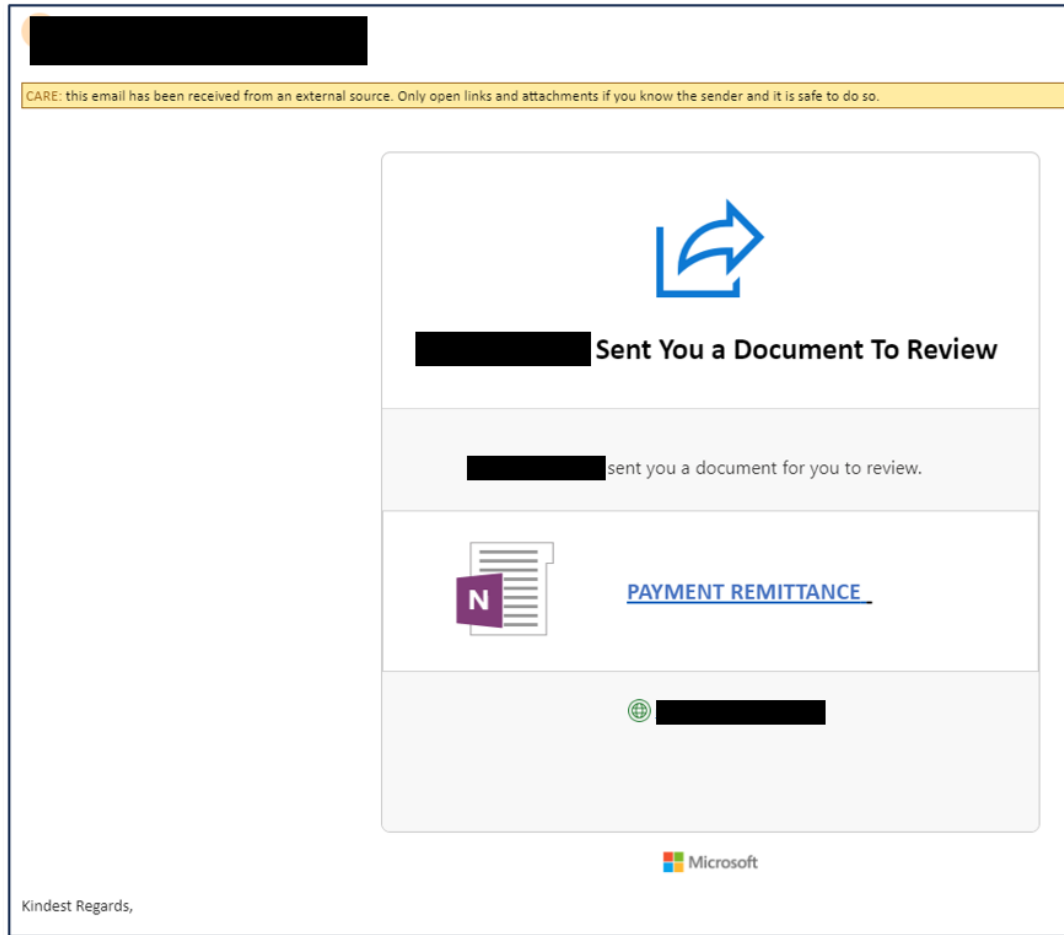 CARE: this email has been received from an external source. Only open links and attachments if you know the sender and it is safe to do so.
Sent You a Document To Review
sent you a document for you to review.
N
PAYMENT REMITTANCE
Microsoft
Kindest Regards,